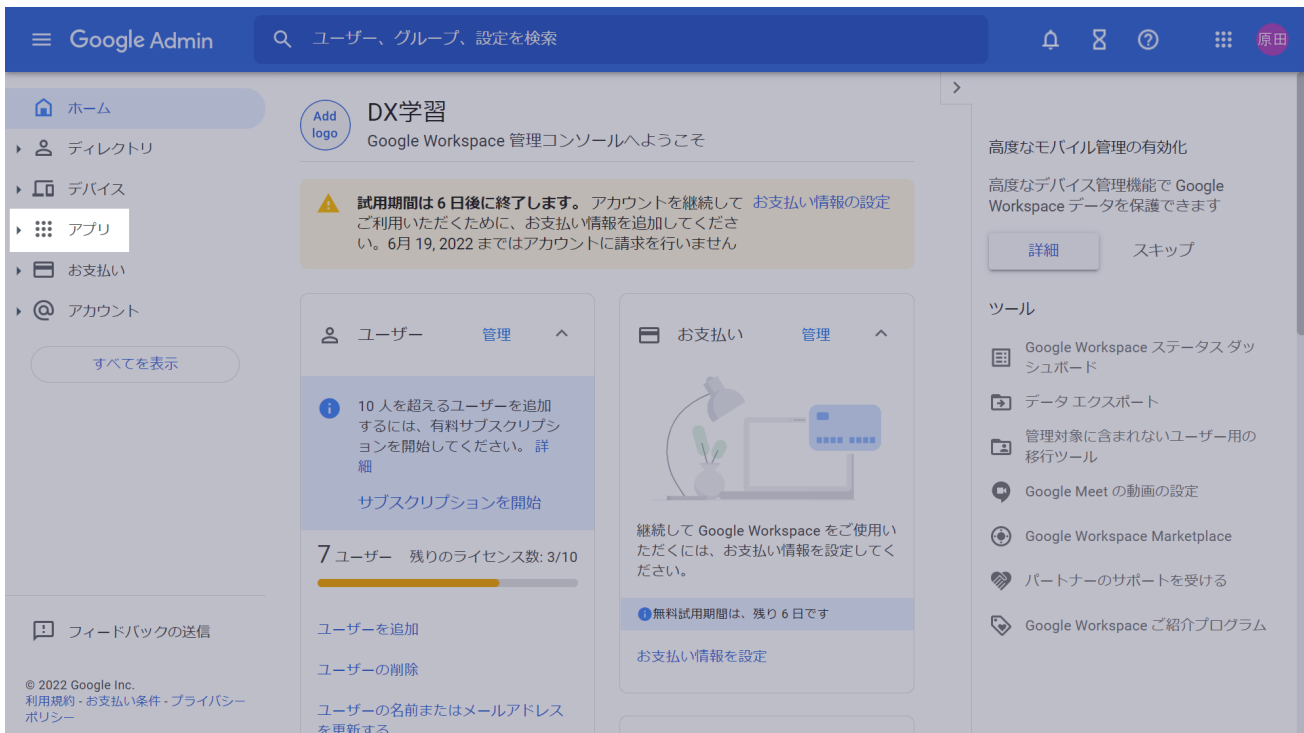 Google Admin
ユーザー、グループ、設定を検索
原田
ホーム
ディレクトリ
デバイス
アプリ
お支払い
アカウント
すべてを表示
フィードバックの送信
© 2022 Google Inc.
利用規約 - お支払い条件 - プライバシー
ポリシー
Add
logo
DX学習
Google Workspace 管理コンソールへようこそ
試用期間は 6 日後に終了します。 アカウントを継続して お支払い情報の設定
ご利用いただくために、お支払い情報を追加してくださ
い。6月 19, 2022 まではアカウントに請求を行いません
ユーザー 管理
10 人を超えるユーザーを追加
するには、有料サブスクリプシ
ョンを開始してください。 詳
細
サブスクリプションを開始
7 ユーザー 残りのライセンス数: 3/10
ユーザーを追加
ユーザーの削除
ユーザーの名前またはメールアドレス
を更新する
お支払い 管理
継続して Google Workspace をご使用い
ただくには、お支払い情報を設定してく
ださい。
無料試用期間は、残り 6 日です
お支払い情報を設定
高度なモバイル管理の有効化
高度なデバイス管理機能で Google
Workspace データを保護できます
詳細 スキップ
ツール
Google Workspace ステータス ダッ
シュボード
データ エクスポート
管理対象に含まれないユーザー用の
移行ツール
Google Meet の動画の設定
Google Workspace Marketplace
パートナーのサポートを受ける
Google Workspace ご紹介プログラム